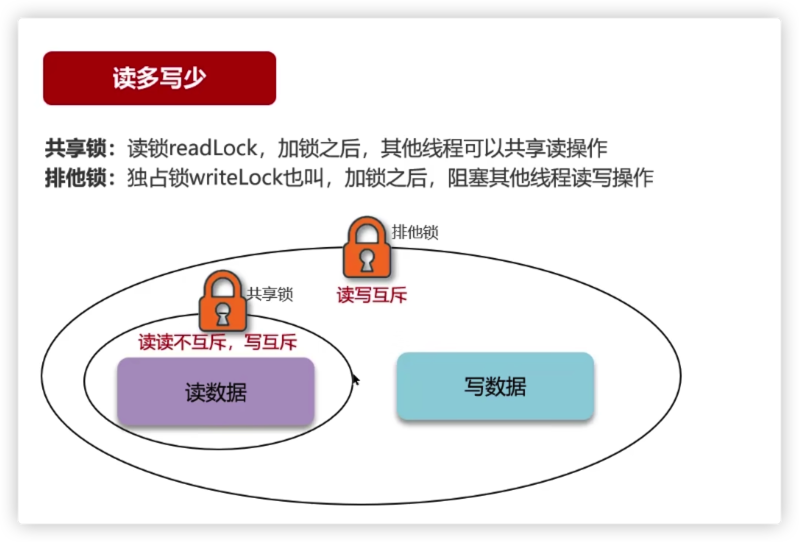 读多写少
共享锁：读锁readLock，加锁之后，其他线程可以共享读操作
排他锁：独占锁writeLock也叫，加锁之后，阻塞其他线程读写操作
排他锁
共享锁
读写互斥
读读不互斥，写互斥
读数据
写数据